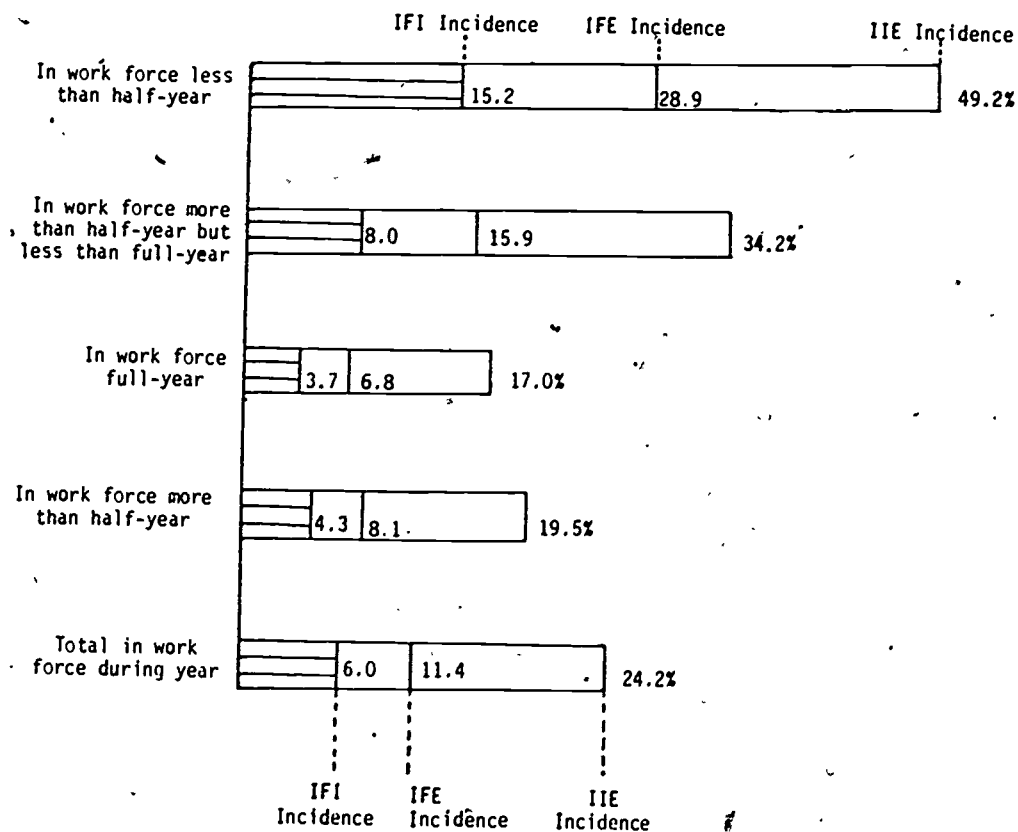 IFI Incidence IFE Incidence IIE Incidence
In work force less
than half-year
15.2 28.9 49.2%
In work force more
than half-year but
less than full-year
8.0 15.9 34.2%
In work force
full-year
3.7 6.8 17.0%
In work force more
than half-year
4.3 8.1 19.5%
Total in work
force during year
6.0 11.4 24.2%
IFI IFE IIE
Incidence Incidence Incidence